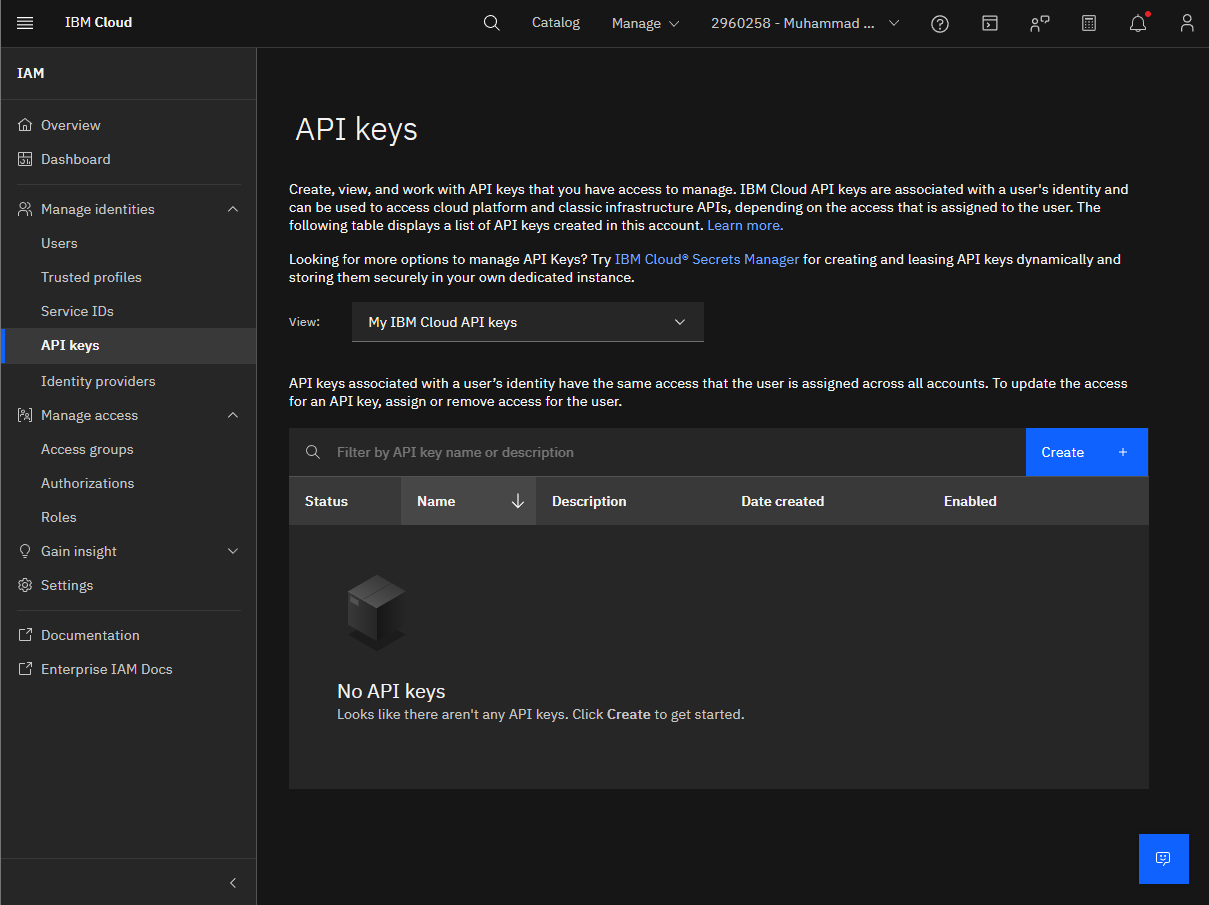 IBM Cloud
Catalog
Manage
2960258 - Muhammad ...
IAM
Overview
Dashboard
Manage identities
Users
Trusted profiles
Service IDs
API keys
Identity providers
Manage access
Access groups
Authorizations
Roles
Gain insight
Settings
Documentation
Enterprise IAM Docs
API keys
Create, view, and work with API keys that you have access to manage. IBM Cloud API keys are associated with a user's identity and
can be used to access cloud platform and classic infrastructure APIs, depending on the access that is assigned to the user. The
following table displays a list of API keys created in this account. Learn more.
Looking for more options to manage API Keys? Try IBM Cloud® Secrets Manager for creating and leasing API keys dynamically and
storing them securely in your own dedicated instance.
View:
My IBM Cloud API keys
API keys associated with a user’s identity have the same access that the user is assigned across all accounts. To update the access
for an API key, assign or remove access for the user.
Filter by API key name or description
Create +
Status Name Description Date created Enabled
No API keys
Looks like there aren't any API keys. Click Create to get started.